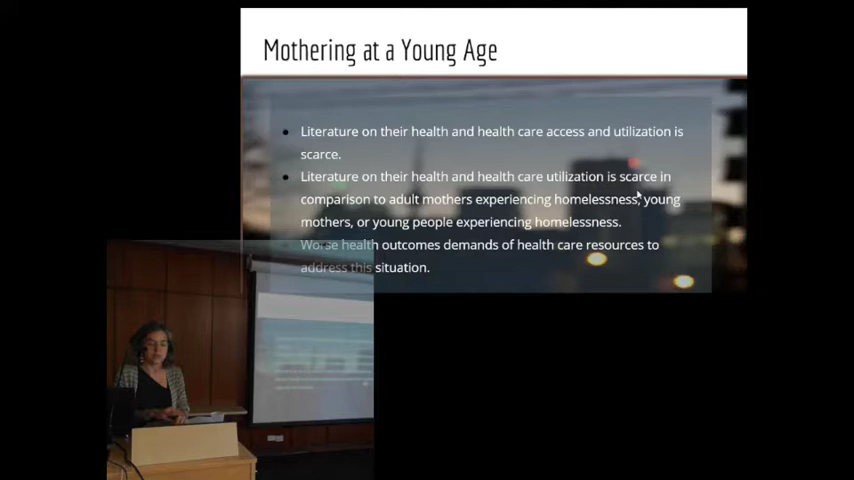 Mothering at a Young Age
Literature on their health and health care access and utilization is
scarce.
Literature on their health and health care utilization is scarce in
comparison to adult mothers experiencing homelessness, young
mothers, or young people experiencing homelessness.
Worse health outcomes demands of health care resources to
address this situation.